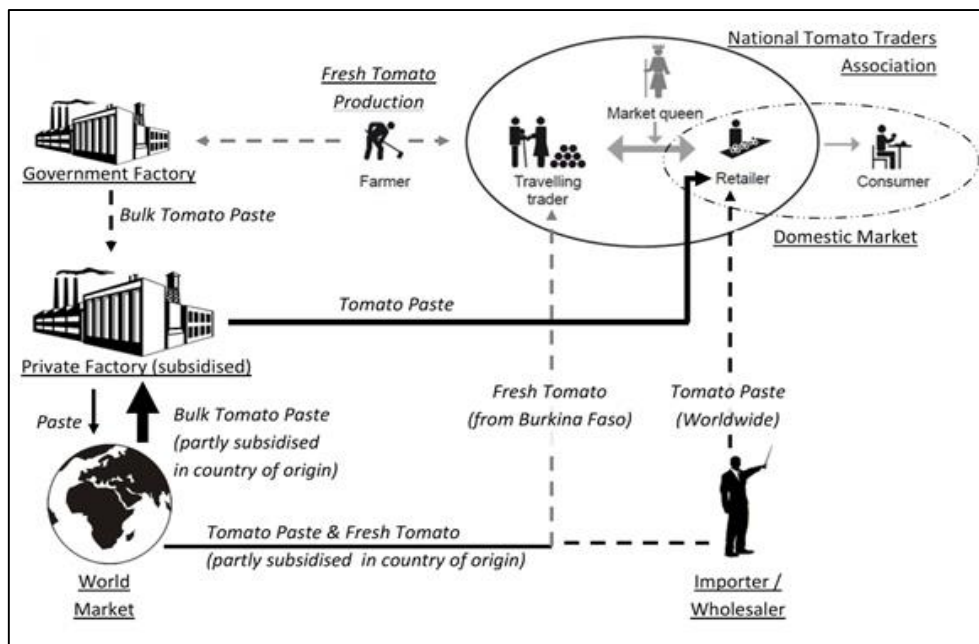 National Tomato Traders
Association
Fresh Tomato
Production
Market queen
Farmer
Travelling
trader
Retailer
Consumer
Government Factory
Domestic Market
Bulk Tomato Paste
Tomato Paste
Private Factory (subsidised)
Paste
Bulk Tomato Paste
(partly subsidised
in country of origin)
Fresh Tomato
(from Burkina Faso)
Tomato Paste
(Worldwide)
Tomato Paste & Fresh Tomato
(partly subsidised in country of origin)
World
Market
Importer /
Wholesaler